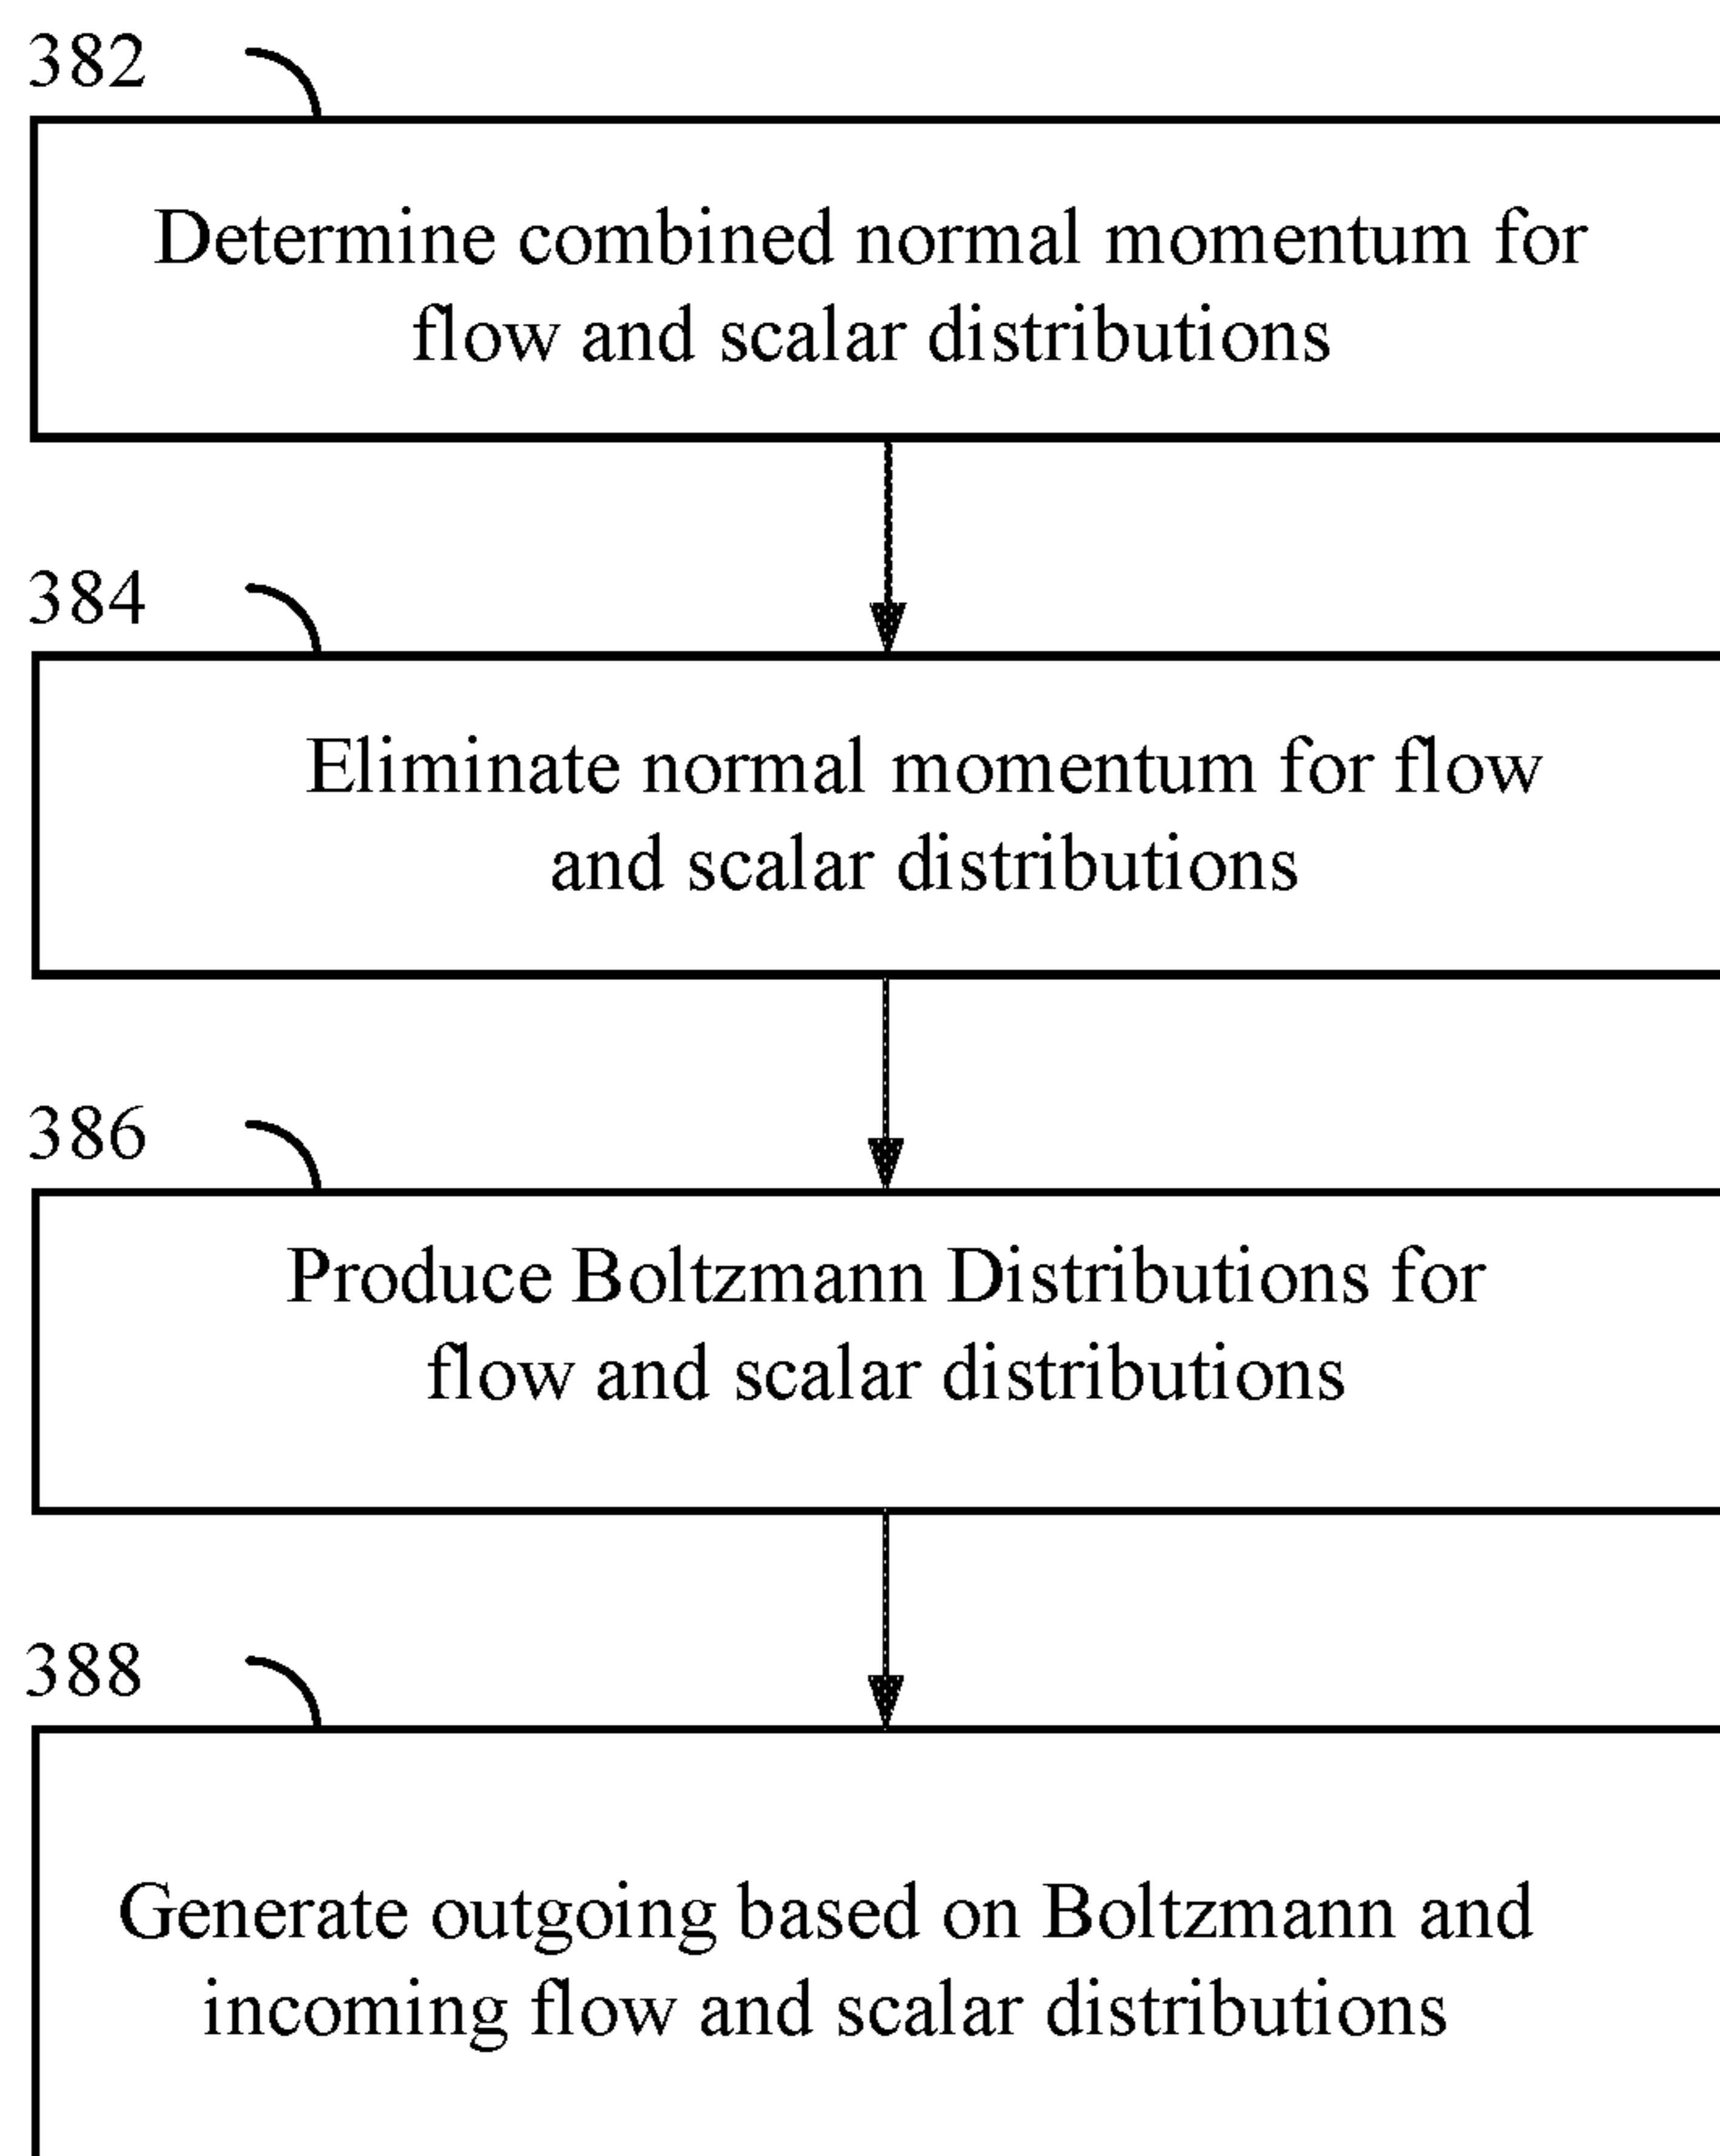 382
Determine combined normal momentum for
flow and scalar distributions
384
Eliminate normal momentum for flow
and scalar distributions
386
Produce Boltzmann Distributions for
flow and scalar distributions
388
Generate outgoing based on Boltzmann and
incoming flow and scalar distributions